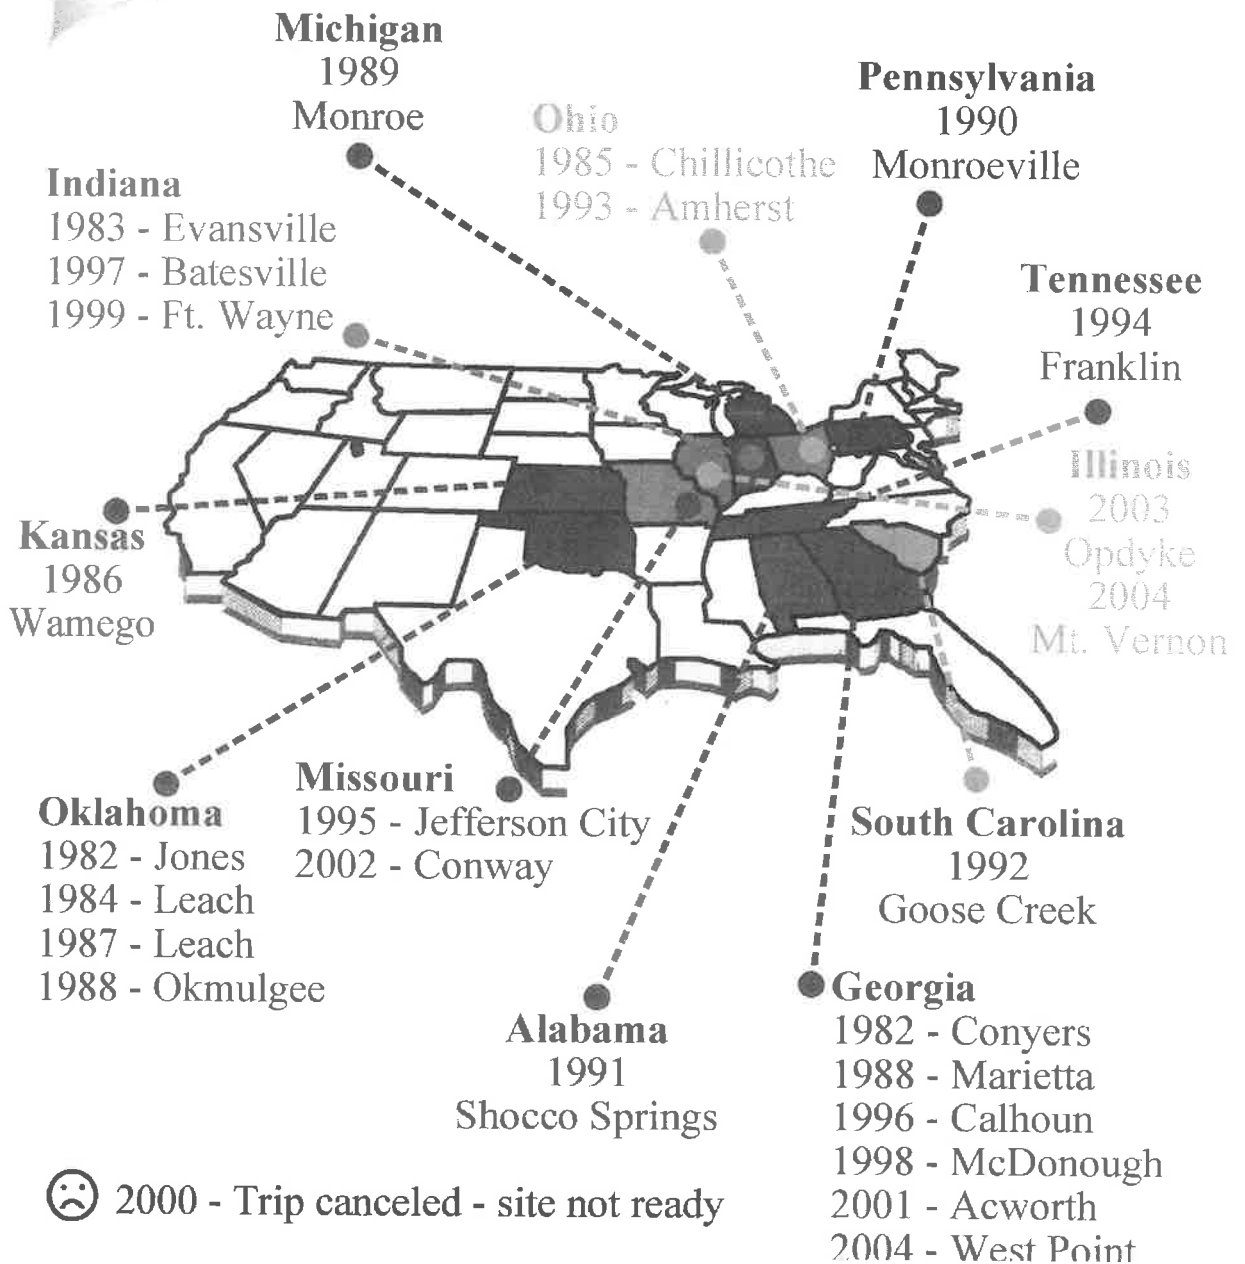 Michigan
1989
Monroe
Pennsylvania
1990
Monroeville
Ohio
1985 - Chillicothe
1993 - Amherst
Indiana
1983 - Evansville
1997 - Batesville
1999 - Ft. Wayne
Tennessee
1994
Franklin
Illinois
2003
Opdyke
2004
Mt. Vernon
Kansas
1986
Wamego
Oklahoma
1982 - Jones
1984 - Leach
1987 - Leach
1988 - Okmulgee
Missouri
1995 - Jefferson City
2002 - Conway
South Carolina
1992
Goose Creek
Alabama
1991
Shocco Springs
Georgia
1982 - Conyers
1988 - Marietta
1996 - Calhoun
1998 - McDonough
2001 - Acworth
2004 - West Point
2000 - Trip canceled - site not ready